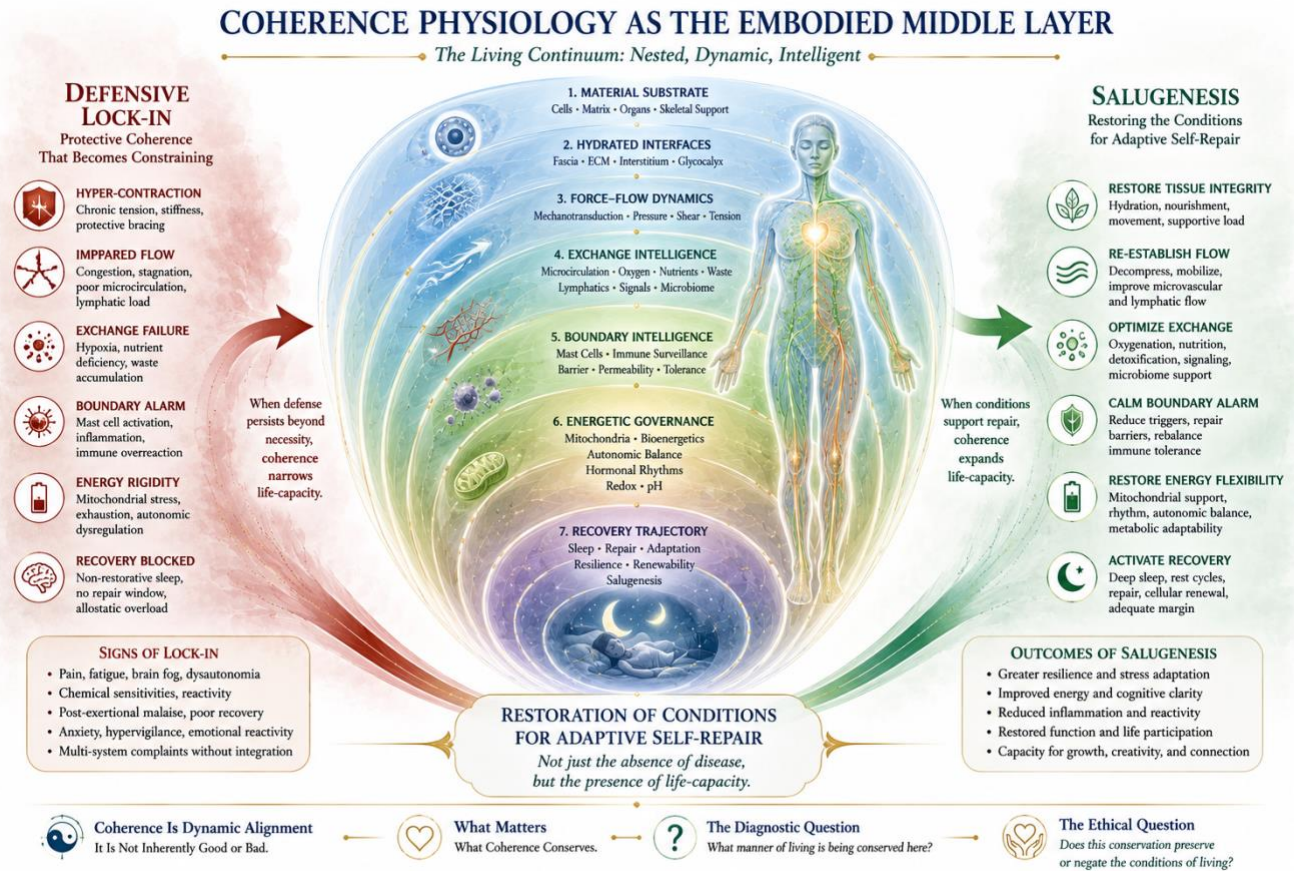 COHERENCE PHYSIOLOGY AS THE EMBODIED MIDDLE LAYER
The Living Continuum: Nested, Dynamic, Intelligent
DEFENSIVE
LOCK-IN
Protective Coherence
That Becomes Constraining
HYPER-CONTRACTION
Chronic tension, stiffness,
protective bracing
IMPPARED FLOW
Congestion, stagnation,
poor microcirculation,
lymphatic load
EXCHANGE FAILURE
Hypoxia, nutrient
deficiency, waste
accumulation
BOUNDARY ALARM
Mast cell activation,
inflammation,
immune overreaction
ENERGY RIGIDITY
Mitochondrial stress,
exhaustion, autonomic
dysregulation
RECOVERY BLOCKED
Non-restorative sleep,
no repair window,
allostatic overload
When defense
persists beyond
necessity,
coherence
narrows
life-capacity.
SIGNS OF LOCK-IN
• Pain, fatigue, brain fog, dysautonomia
• Chemical sensitivities, reactivity
• Post-exertional malaise, poor recovery
• Anxiety, hypervigilance, emotional reactivity
• Multi-system complaints without integration
1. MATERIAL SUBSTRATE
Cells • Matrix • Organs • Skeletal Support
2. HYDRATED INTERFACES
Fascia • ECM • Interstitium • Glycocalyx
3. FORCE–FLOW DYNAMICS
Mechanotransduction • Pressure • Shear • Tension
4. EXCHANGE INTELLIGENCE
Microcirculation • Oxygen • Nutrients • Waste
Lymphatics • Signals • Microbiome
5. BOUNDARY INTELLIGENCE
Mast Cells • Immune Surveillance
Barrier • Permeability • Tolerance
6. ENERGETIC GOVERNANCE
Mitochondria • Bioenergetics
Autonomic Balance
Hormonal Rhythms
Redox • pH
7. RECOVERY TRAJECTORY
Sleep • Repair • Adaptation
Resilience • Renewability
Salugenesis
RESTORATION OF CONDITIONS
FOR ADAPTIVE SELF-REPAIR
Not just the absence of disease,
but the presence of life-capacity.
SALUGENESIS
Restoring the Conditions
for Adaptive Self-Repair
RESTORE TISSUE INTEGRITY
Hydration, nourishment,
movement, supportive load
RE-ESTABLISH FLOW
Decompress, mobilize,
improve microvascular
and lymphatic flow
OPTIMIZE EXCHANGE
Oxygenation, nutrition,
detoxification, signaling,
microbiome support
CALM BOUNDARY ALARM
Reduce triggers, repair
barriers, rebalance
immune tolerance
RESTORE ENERGY FLEXIBILITY
Mitochondrial support,
rhythm, autonomic balance,
metabolic adaptability
ACTIVATE RECOVERY
Deep sleep, rest cycles,
repair, cellular renewal,
adequate margin
When conditions
support repair,
coherence
expands
life-capacity.
OUTCOMES OF SALUGENESIS
• Greater resilience and stress adaptation
• Improved energy and cognitive clarity
• Reduced inflammation and reactivity
• Restored function and life participation
• Capacity for growth, creativity, and connection
Coherence Is Dynamic Alignment
It Is Not Inherently Good or Bad.
What Matters
What Coherence Conserves.
?
The Diagnostic Question
What manner of living is being conserved here?
The Ethical Question
Does this conservation preserve
or negate the conditions of living?